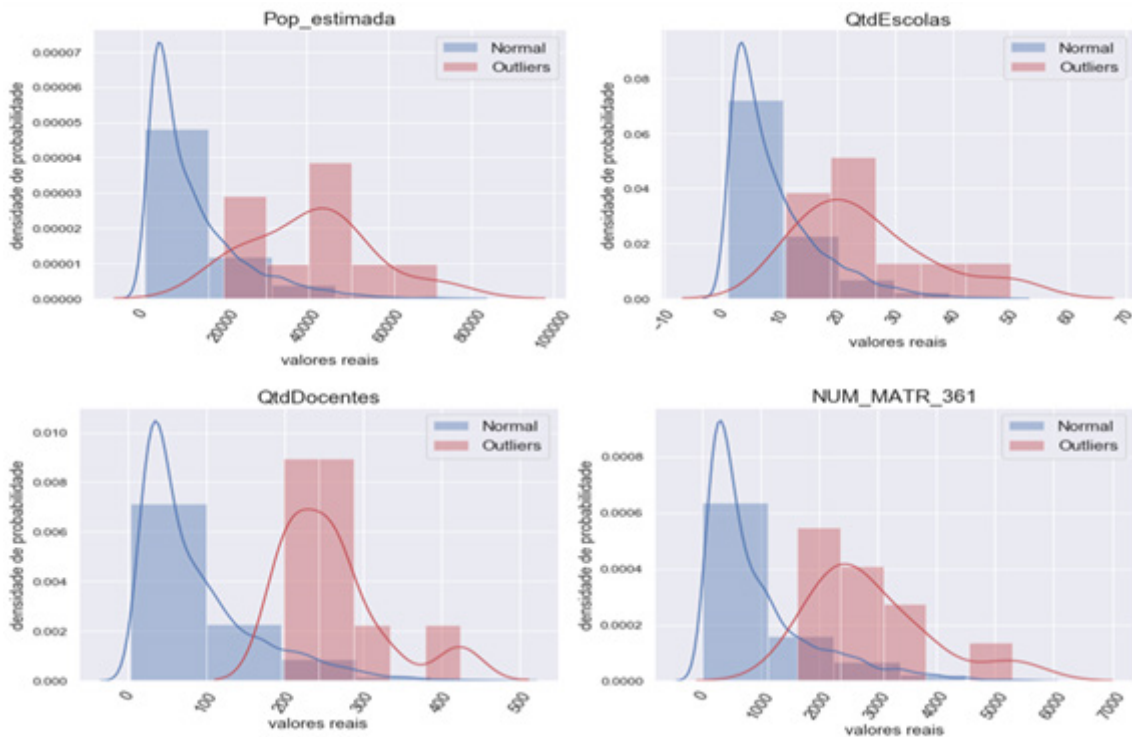 Pop_estimada
densidade de probabilidade
0.00007
0.00006
0.00005
0.00004
0.00003
0.00002
0.00001
0.00000
Normal
Outliers
0
20000
40000
60000
80000
100000
valores reais
QtdEscolas
densidade de probabilidade
0.08
0.06
0.04
0.02
0.00
Normal
Outliers
-10
0
10
20
30
40
50
60
70
valores reais
QtdDocentes
densidade de probabilidade
0.010
0.008
0.006
0.004
0.002
0.000
Normal
Outliers
0
100
200
300
400
500
valores reais
NUM_MATR_361
densidade de probabilidade
0.0008
0.0006
0.0004
0.0002
0.0000
Normal
Outliers
0
1000
2000
3000
4000
5000
6000
7000
valores reais